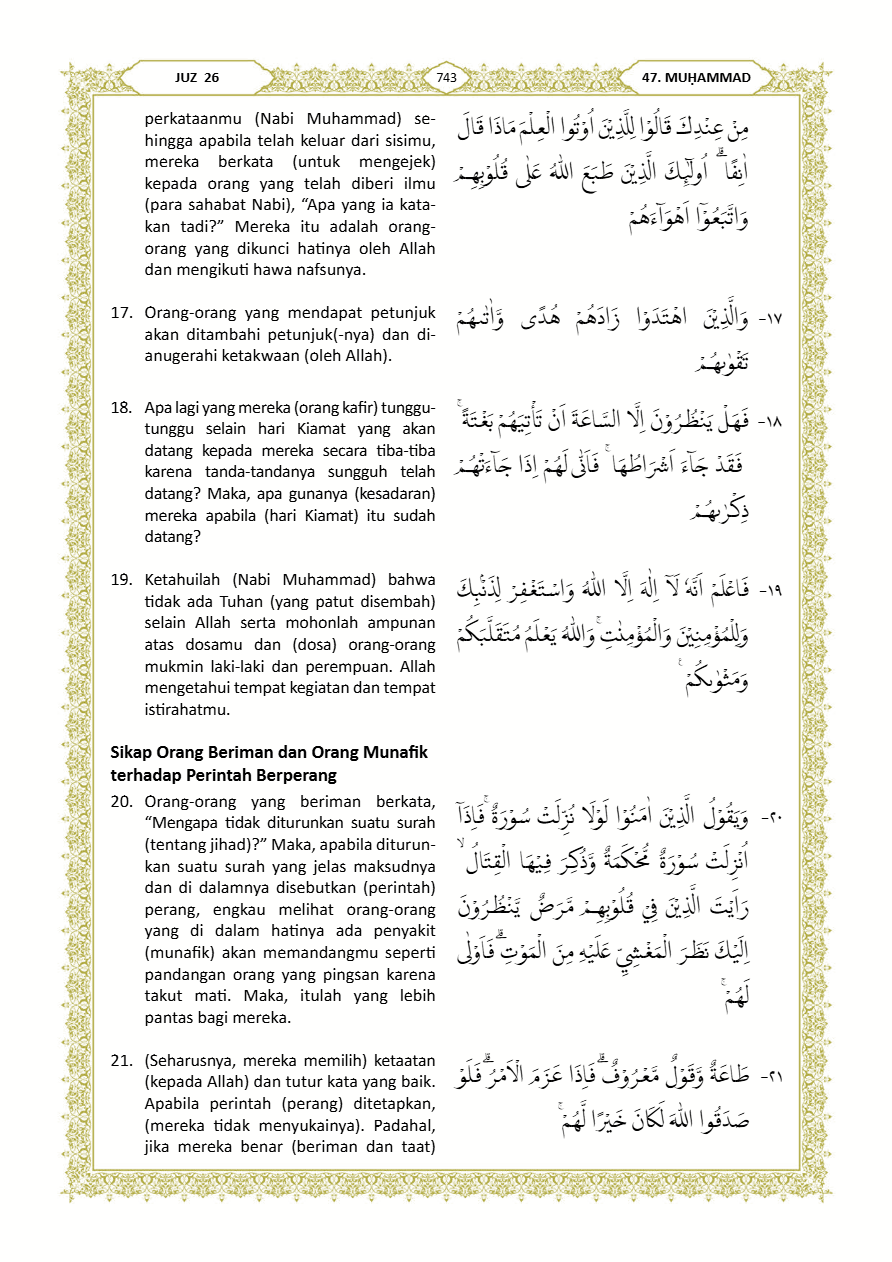 JUZ 26
743
47. MUḤAMMAD
perkataanmu (Nabi Muhammad) se-
hingga apabila telah keluar dari sisimu,
mereka berkata (untuk mengejek)
kepada orang yang telah diberi ilmu
(para sahabat Nabi), “Apa yang ia kata-
kan tadi?” Mereka itu adalah orang-
orang yang dikunci hatinya oleh Allah
dan mengikuti hawa nafsunya.
مِنْ عِنْدِكَ قَالُوْا لِلَّذِيْنَ اُوْتُوا الْعِلْمَ مَاذَا قَالَ
اٰنِفًاۗ اُولٰۤىِٕكَ الَّذِيْنَ طَبَعَ اللّٰهُ عَلٰى قُلُوْبِهِمْ
وَاتَّبَعُوْٓا اَهْوَاۤءَهُمْ
17. Orang-orang yang mendapat petunjuk
akan ditambahi petunjuk(-nya) dan di-
anugerahi ketakwaan (oleh Allah).
١٧- وَالَّذِيْنَ اهْتَدَوْا زَادَهُمْ هُدًى وَّاٰتٰىهُمْ
تَقْوٰىهُمْ
18. Apa lagi yang mereka (orang kafir) tunggu-
tunggu selain hari Kiamat yang akan
datang kepada mereka secara tiba-tiba
karena tanda-tandanya sungguh telah
datang? Maka, apa gunanya (kesadaran)
mereka apabila (hari Kiamat) itu sudah
datang?
١٨- فَهَلْ يَنْظُرُوْنَ اِلَّا السَّاعَةَ اَنْ تَأْتِيَهُمْ بَغْتَةً ۚ
فَقَدْ جَاۤءَ اَشْرَاطُهَا ۚ فَاَنّٰى لَهُمْ اِذَا جَاۤءَتْهُمْ
ذِكْرٰىهُمْ
19. Ketahuilah (Nabi Muhammad) bahwa
tidak ada Tuhan (yang patut disembah)
selain Allah serta mohonlah ampunan
atas dosamu dan (dosa) orang-orang
mukmin laki-laki dan perempuan. Allah
mengetahui tempat kegiatan dan tempat
istirahatmu.
١٩- فَاعْلَمْ اَنَّهٗ لَآ اِلٰهَ اِلَّا اللّٰهُ وَاسْتَغْفِرْ لِذَنْۢبِكَ
وَلِلْمُؤْمِنِيْنَ وَالْمُؤْمِنٰتِۚ وَاللّٰهُ يَعْلَمُ مُتَقَلَّبَكُمْ
وَمَثْوٰىكُمْ ۚ
Sikap Orang Beriman dan Orang Munafik
terhadap Perintah Berperang
20. Orang-orang yang beriman berkata,
“Mengapa tidak diturunkan suatu surah
(tentang jihad)?” Maka, apabila diturun-
kan suatu surah yang jelas maksudnya
dan di dalamnya disebutkan (perintah)
perang, engkau melihat orang-orang
yang di dalam hatinya ada penyakit
(munafik) akan memandangmu seperti
pandangan orang yang pingsan karena
takut mati. Maka, itulah yang lebih
pantas bagi mereka.
٢٠- وَيَقُوْلُ الَّذِيْنَ اٰمَنُوْا لَوْلَا نُزِّلَتْ سُوْرَةٌ ۚ فَاِذَآ
اُنْزِلَتْ سُوْرَةٌ مُّحْكَمَةٌ وَّذُكِرَ فِيْهَا الْقِتَالُ ۙ
رَاَيْتَ الَّذِيْنَ فِيْ قُلُوْبِهِمْ مَّرَضٌ يَّنْظُرُوْنَ
اِلَيْكَ نَظَرَ الْمَغْشِيِّ عَلَيْهِ مِنَ الْمَوْتِۗ فَاَوْلٰى
لَهُمْ ۚ
21. (Seharusnya, mereka memilih) ketaatan
(kepada Allah) dan tutur kata yang baik.
Apabila perintah (perang) ditetapkan,
(mereka tidak menyukainya). Padahal,
jika mereka benar (beriman dan taat)
٢١- طَاعَةٌ وَّقَوْلٌ مَّعْرُوْفٌۗ فَاِذَا عَزَمَ الْاَمْرُۗ فَلَوْ
صَدَقُوا اللّٰهَ لَكَانَ خَيْرًا لَّهُمْ ۚ